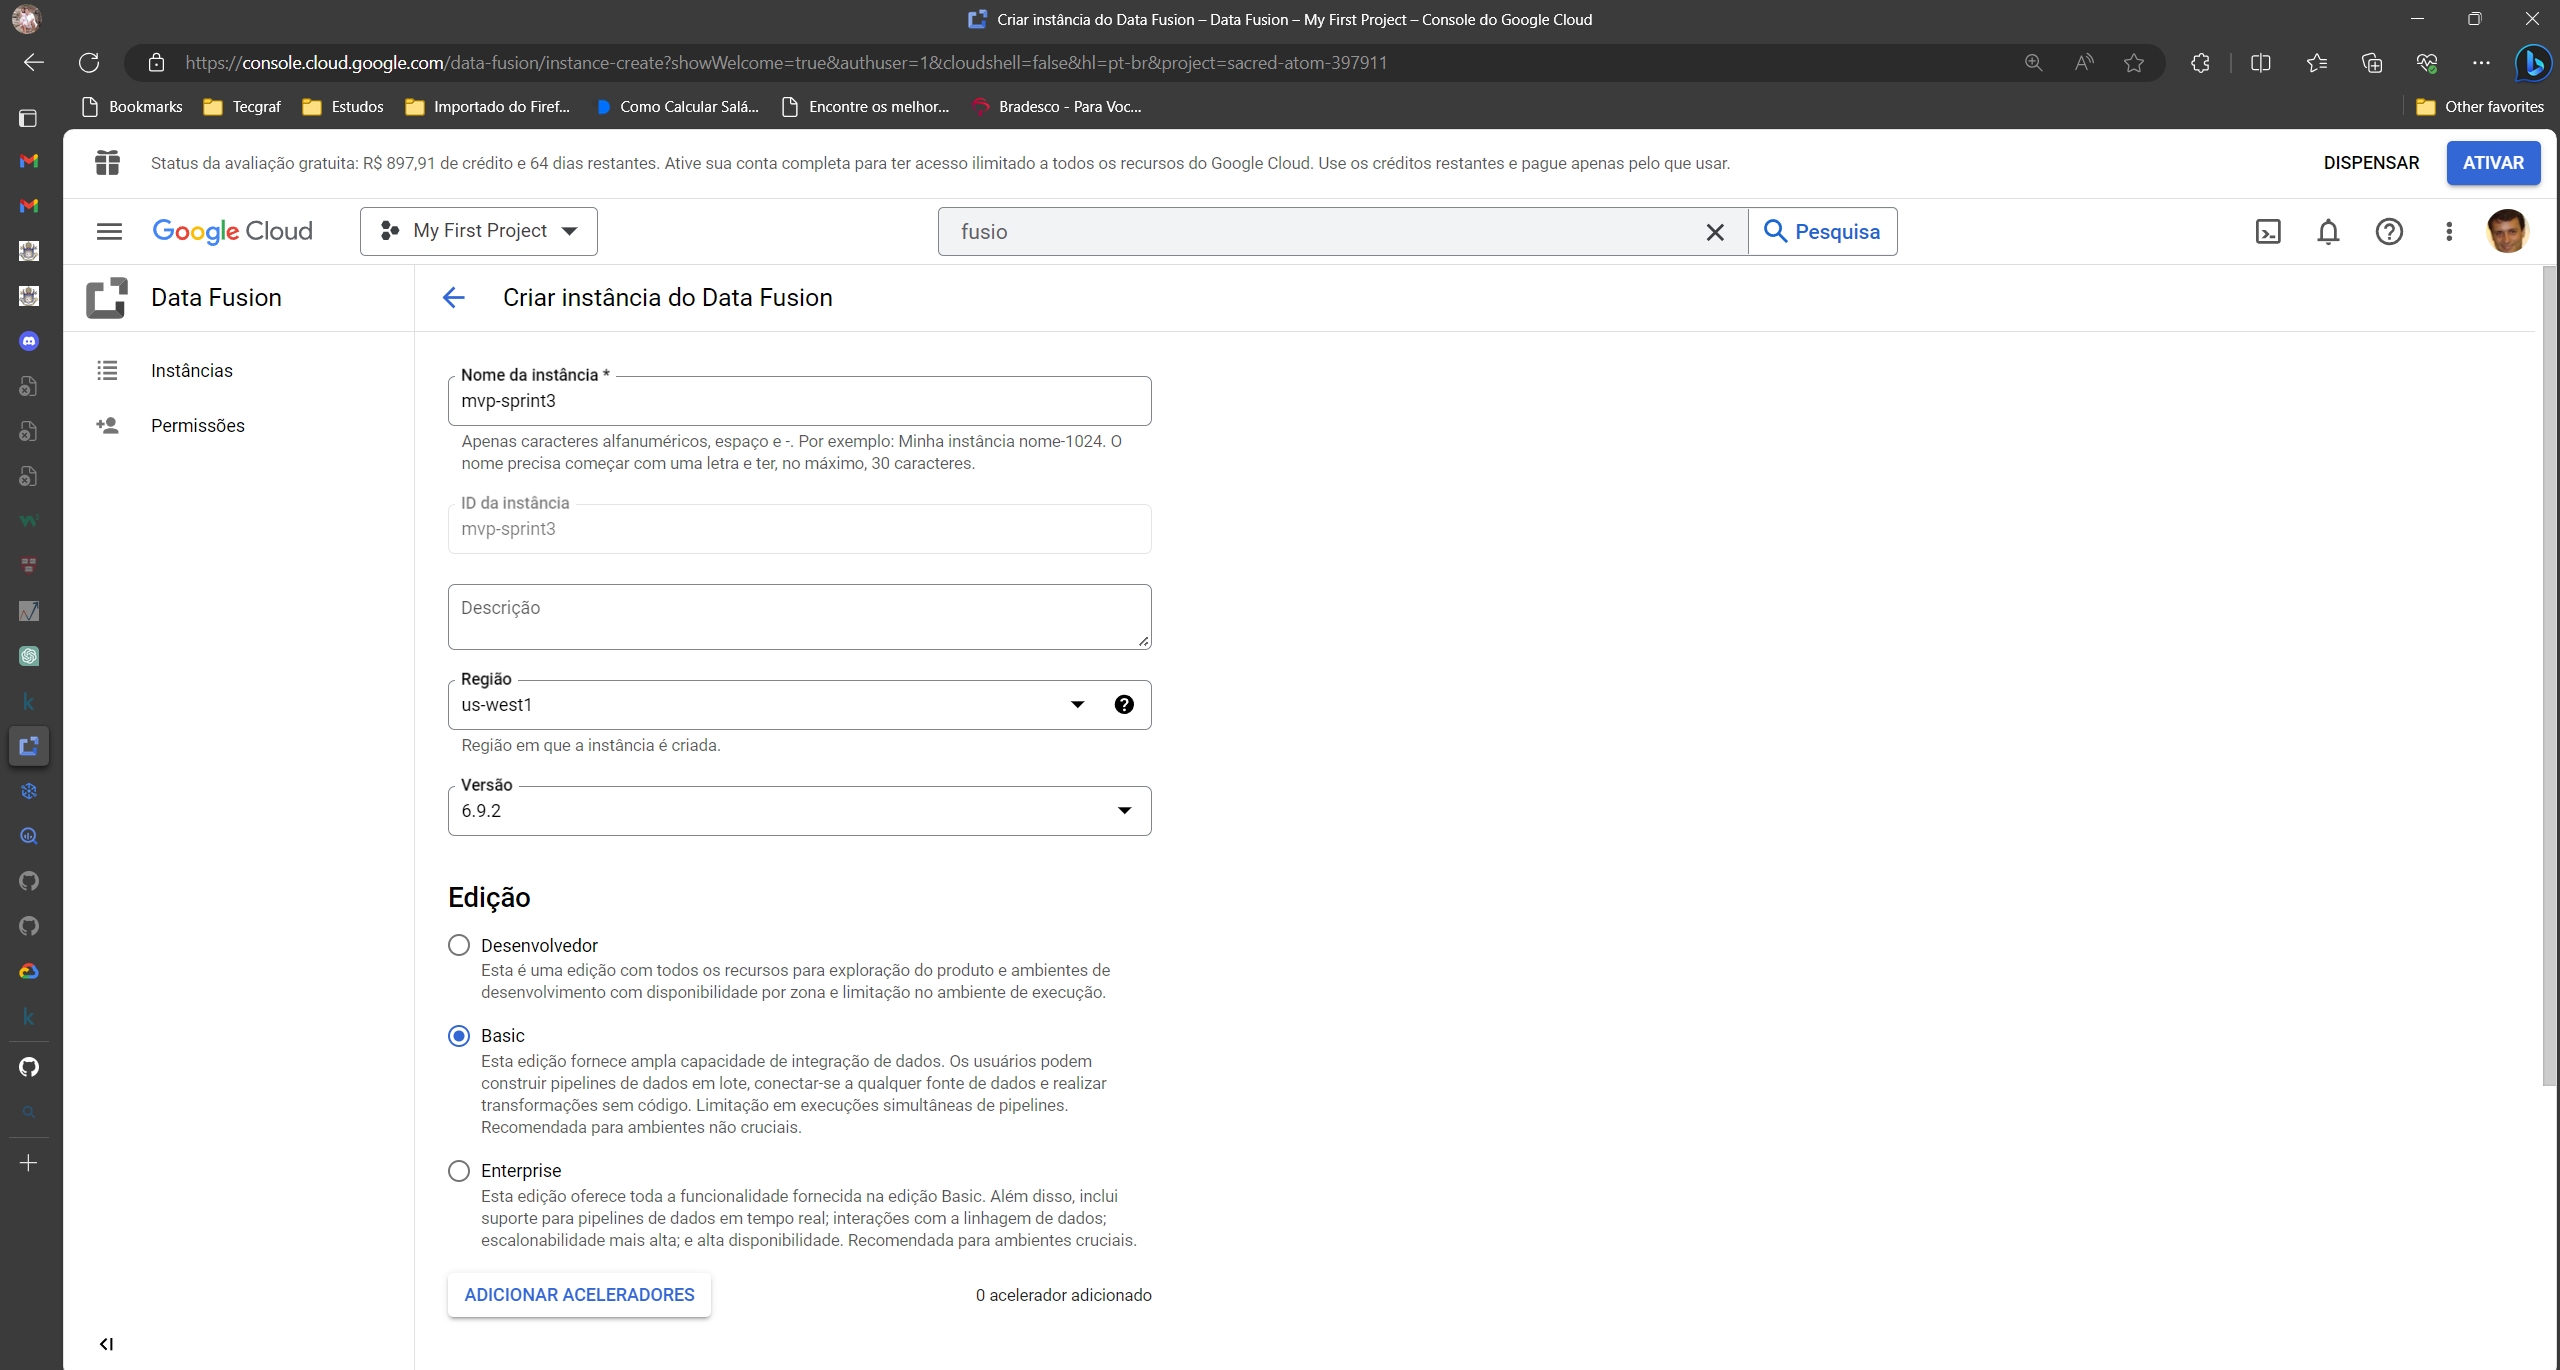 Criar instância do Data Fusion – Data Fusion – My First Project – Console do Google Cloud
https://console.cloud.google.com/data-fusion/instance-create?showWelcome=true&authuser=1&cloudshell=false&hl=pt-br&project=sacred-atom-397911
Bookmarks Tecgraf Estudos Importado do Firef... Como Calcular Salá... Encontre os melhor... Bradesco - Para Voc... Other favorites
Status da avaliação gratuita: R$ 897,91 de crédito e 64 dias restantes. Ative sua conta completa para ter acesso ilimitado a todos os recursos do Google Cloud. Use os créditos restantes e pague apenas pelo que usar. DISPENSAR ATIVAR
Google Cloud My First Project fusio Pesquisa
Data Fusion
Criar instância do Data Fusion
Instâncias
Permissões
Nome da instância *
mvp-sprint3
Apenas caracteres alfanuméricos, espaço e -. Por exemplo: Minha instância nome-1024. O
nome precisa começar com uma letra e ter, no máximo, 30 caracteres.
ID da instância
mvp-sprint3
Descrição
Região
us-west1
Região em que a instância é criada.
Versão
6.9.2
Edição
Desenvolvedor
Esta é uma edição com todos os recursos para exploração do produto e ambientes de
desenvolvimento com disponibilidade por zona e limitação no ambiente de execução.
Basic
Esta edição fornece ampla capacidade de integração de dados. Os usuários podem
construir pipelines de dados em lote, conectar-se a qualquer fonte de dados e realizar
transformações sem código. Limitação em execuções simultâneas de pipelines.
Recomendada para ambientes não cruciais.
Enterprise
Esta edição oferece toda a funcionalidade fornecida na edição Basic. Além disso, inclui
suporte para pipelines de dados em tempo real; interações com a linhagem de dados;
escalonabilidade mais alta; e alta disponibilidade. Recomendada para ambientes cruciais.
ADICIONAR ACELERADORES 0 acelerador adicionado